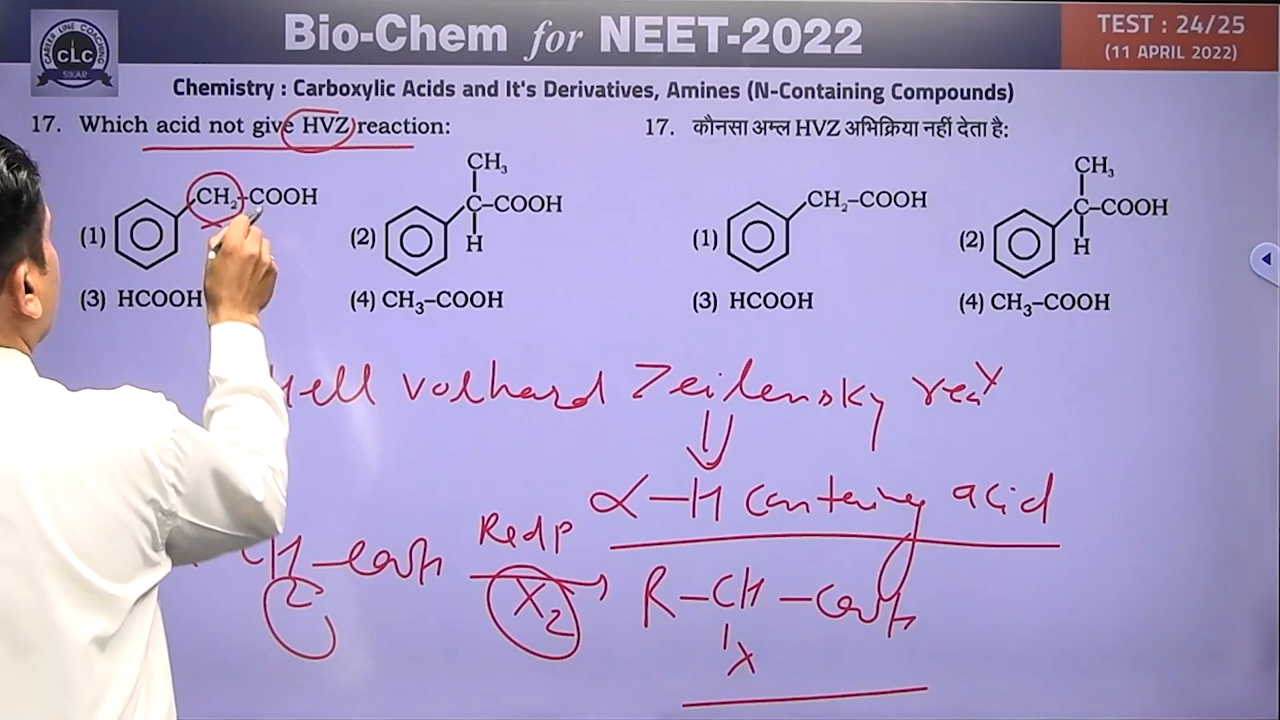 Bio-Chem for NEET-2022
TEST : 24/25
(11 APRIL 2022)
CAREER LINE COACHING
CLC
SIKAR
Chemistry : Carboxylic Acids and It's Derivatives, Amines (N-Containing Compounds)
17. Which acid not give HVZ reaction:
(1) CH₂-COOH
(2) CH₃
C-COOH
H
(3) HCOOH
(4) CH₃-COOH
17. कौनसा अम्ल HVZ अभिक्रिया नहीं देता है:
(1) CH₂-COOH
(2) CH₃
C-COOH
H
(3) HCOOH
(4) CH₃-COOH
Hell volhard Zeilensky reaˣ
α-H containg acid
Red P
X₂
R-CH-COOH
X